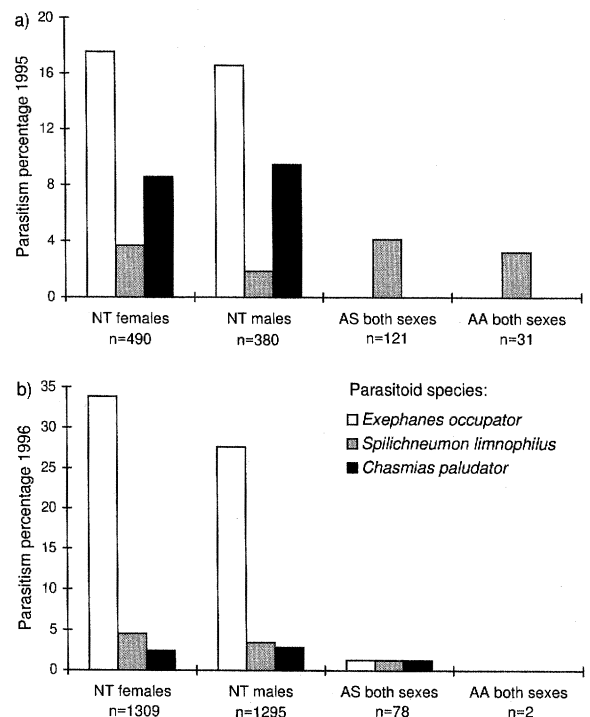 a)
Parasitism percentage 1995
20
16
12
8
4
0
NT females
NT males
AS both sexes
AA both sexes
n=490
n=380
n=121
n=31
b)
Parasitism percentage 1996
35
30
25
20
15
10
5
0
Parasitoid species:
Exephanes occupator
Spilichneumon limnophilus
Chasmias paludator
NT females
NT males
AS both sexes
AA both sexes
n=1309
n=1295
n=78
n=2